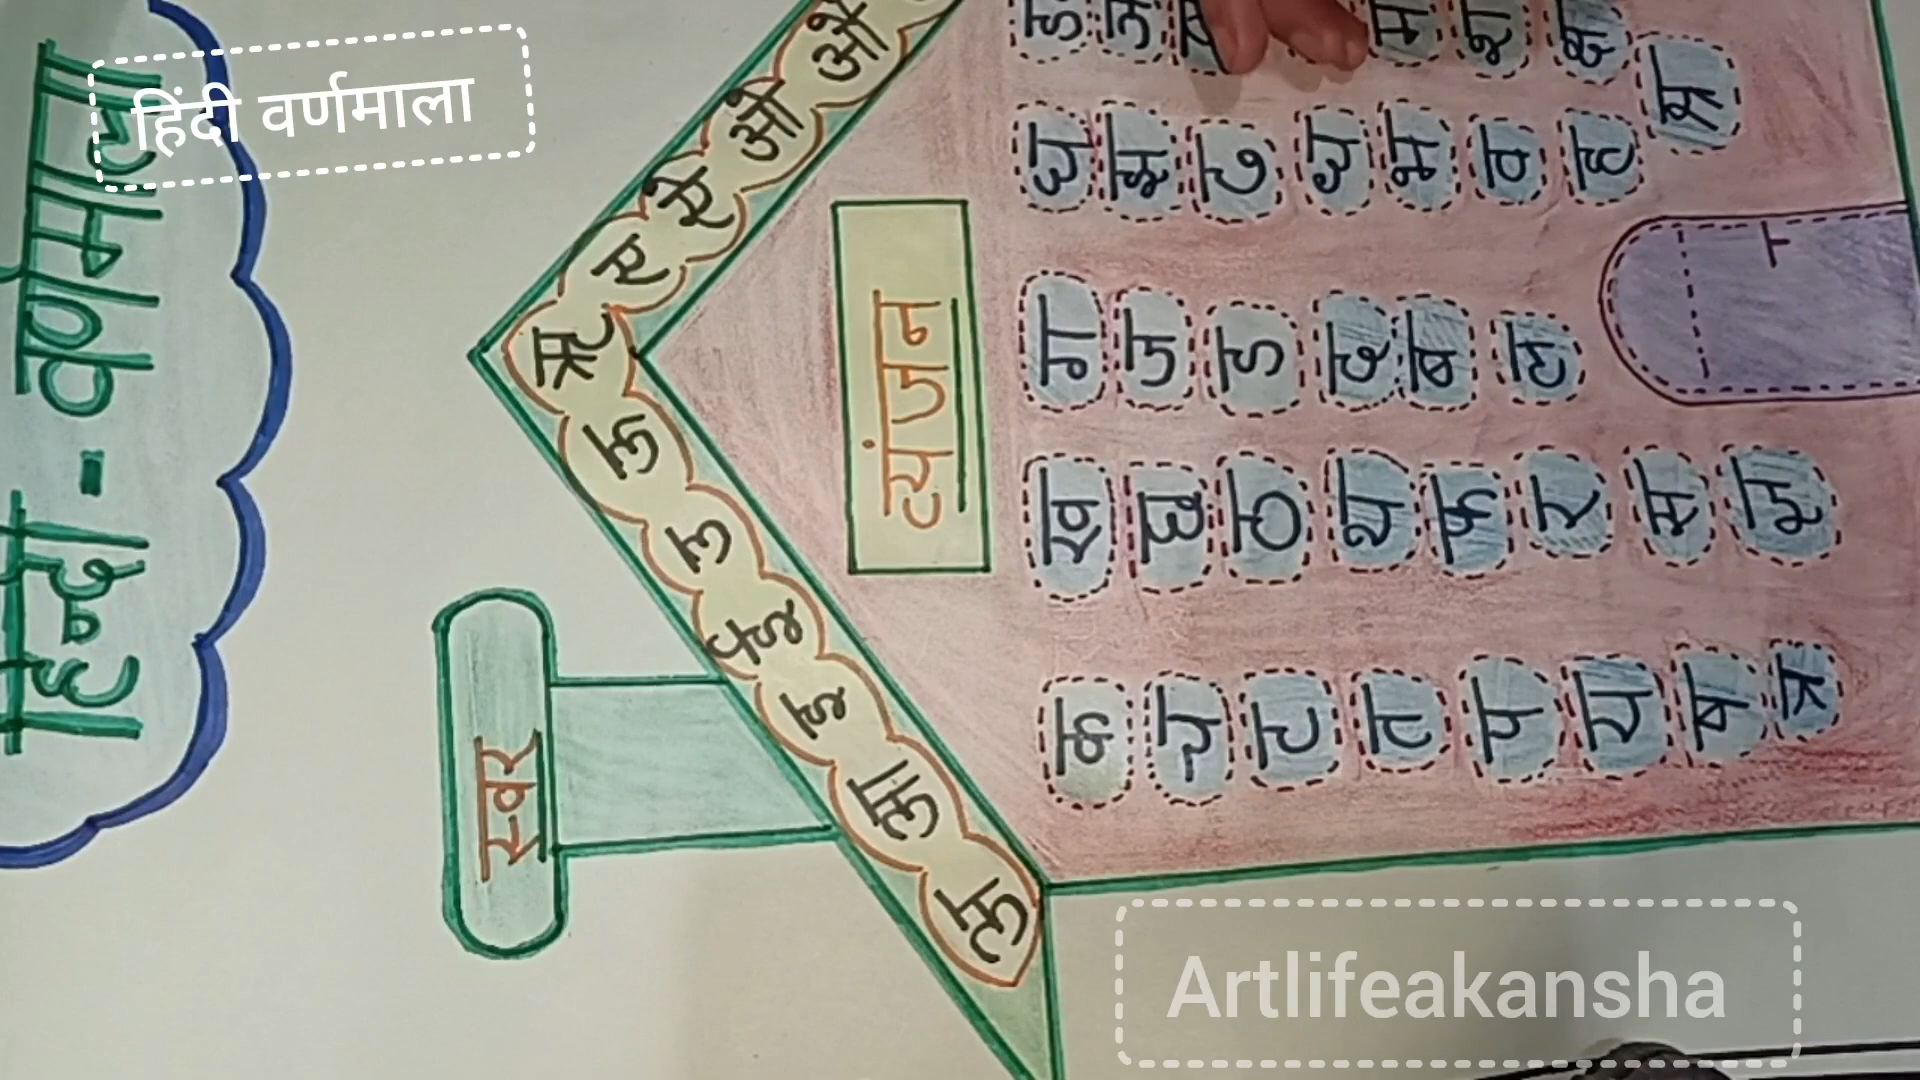 हिंदी वर्णमाला
हिन्दी - वर्णमाला
स्वर
अ आ इ ई उ ऊ ऋ ए ऐ ओ औ
व्यंजन
क ख ग घ ङ
च छ ज झ ञ
ट ठ ड ढ
त थ द ध
प फ ब भ म
य र ल व श
ष स ह क्ष
त्र ज्ञ श्र
Artlifeakansha